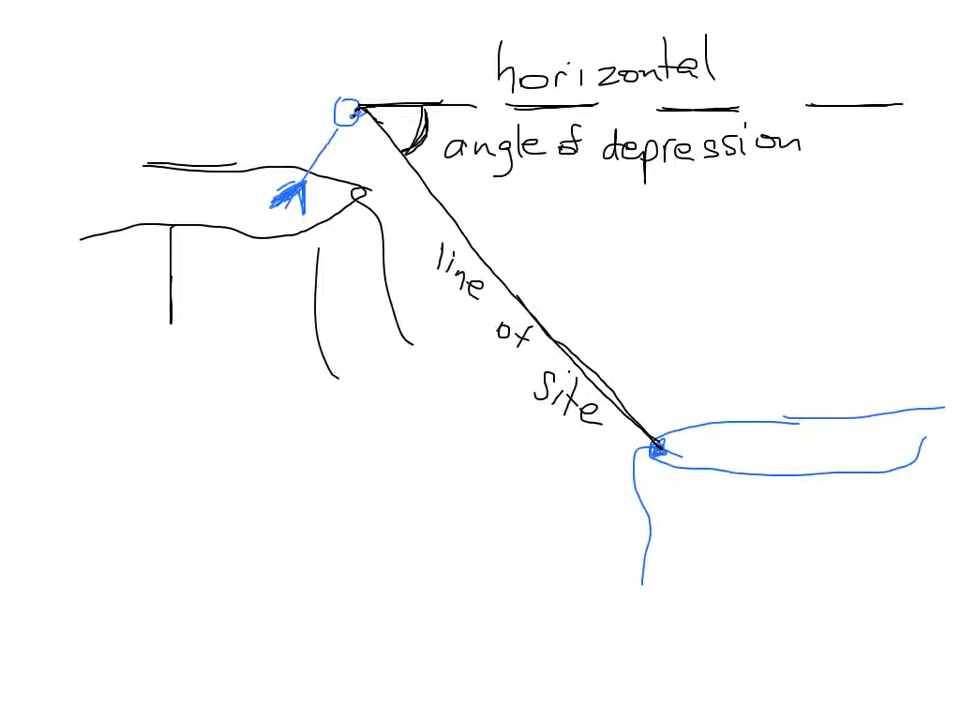 horizontal
angle of depression
line
of
site